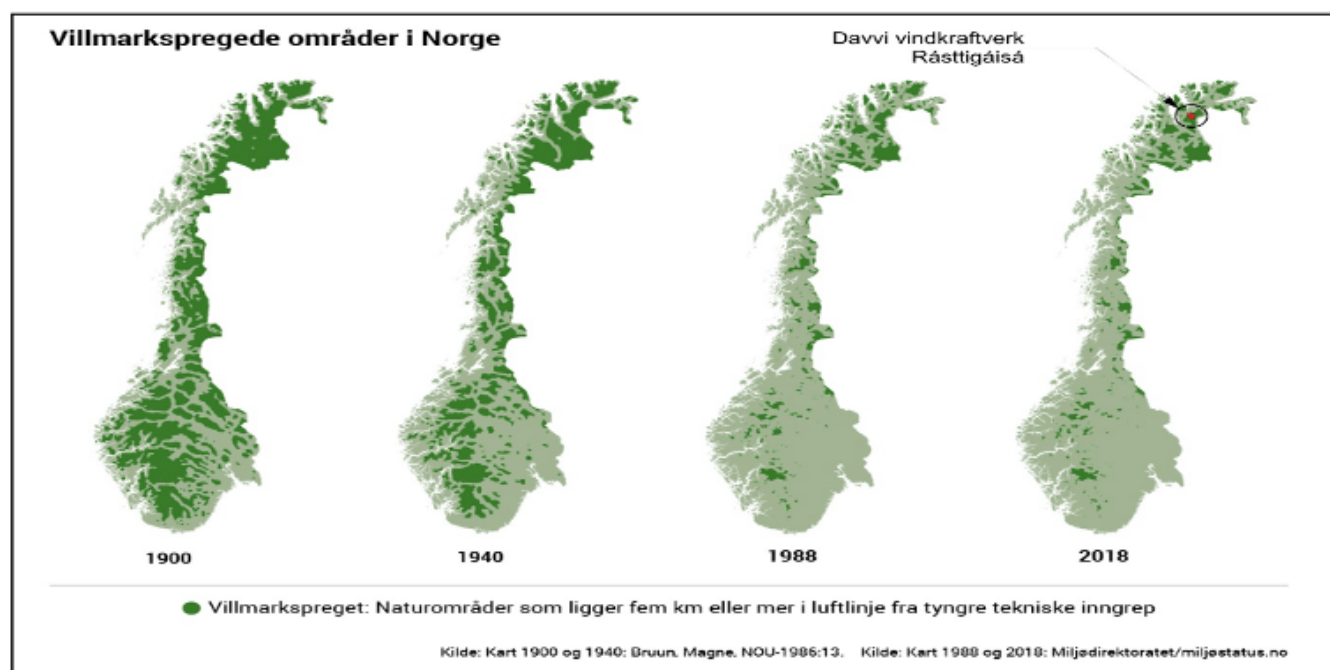 Villmarkspregede områder i Norge
Davvi vindkraftverk
Rásttigáisá
1900
1940
1988
2018
Villmarkspreget: Naturområder som ligger fem km eller mer i luftlinje fra tyngre tekniske inngrep
Kilde: Kart 1900 og 1940: Bruun, Magne, NOU-1986:13. Kilde: Kart 1988 og 2018: Miljødirektoratet/miljøstatus.no